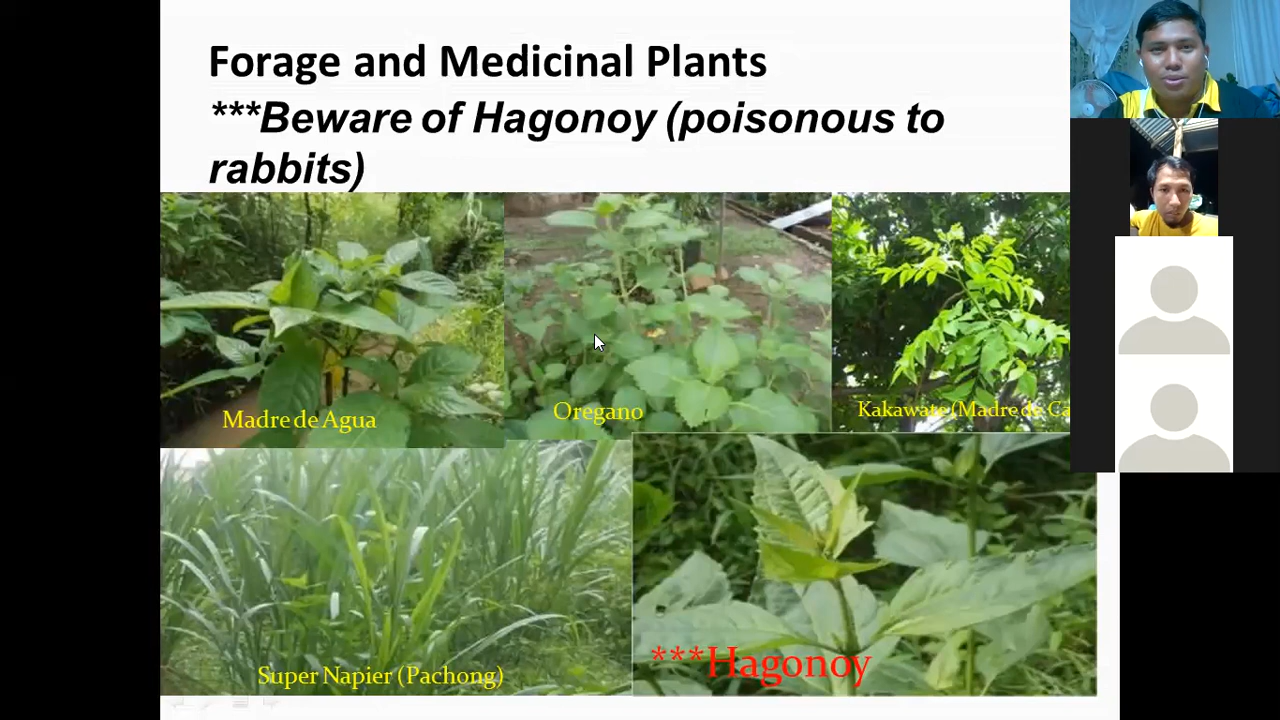 Forage and Medicinal Plants
***Beware of Hagonoy (poisonous to
rabbits)
Madre de Agua
Oregano
Kakawate (Madre de Ca
Super Napier (Pachong)
***Hagonoy